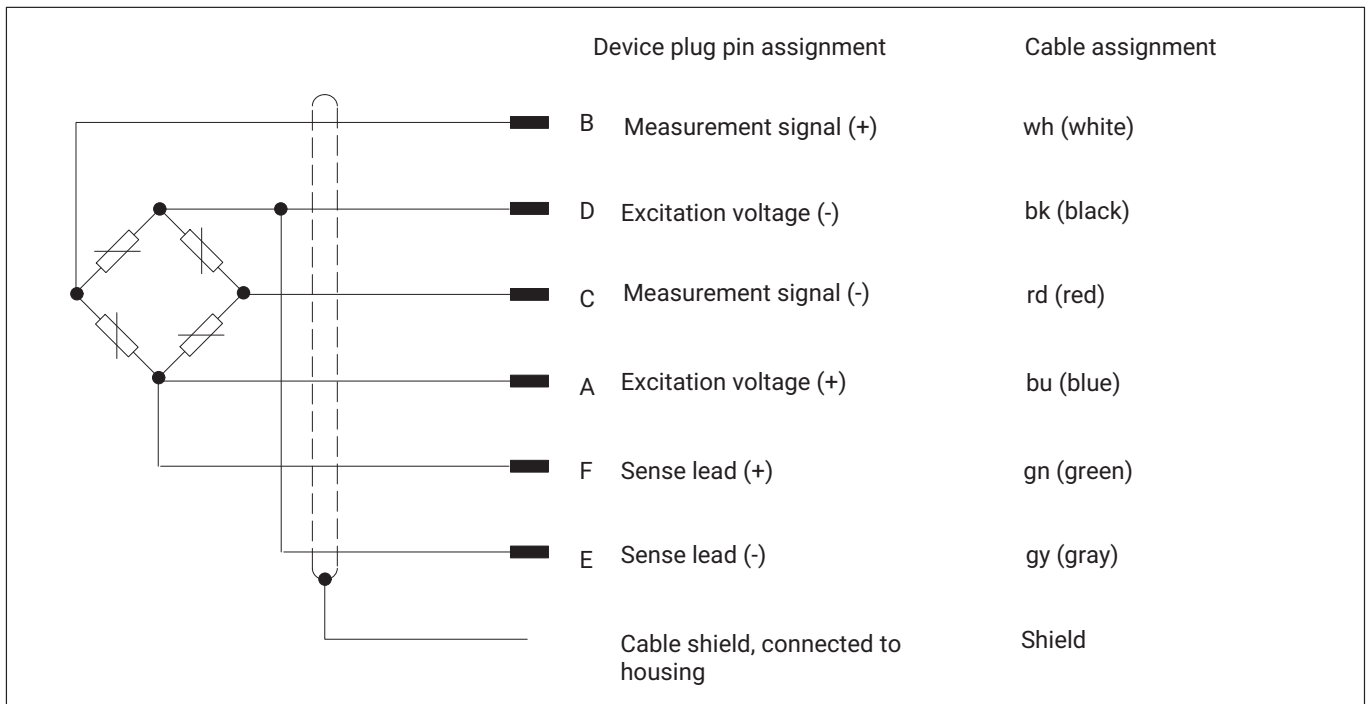 Device plug pin assignment Cable assignment
B Measurement signal (+) wh (white)
D Excitation voltage (-) bk (black)
C Measurement signal (-) rd (red)
A Excitation voltage (+) bu (blue)
F Sense lead (+) gn (green)
E Sense lead (-) gy (gray)
Cable shield, connected to Shield
housing